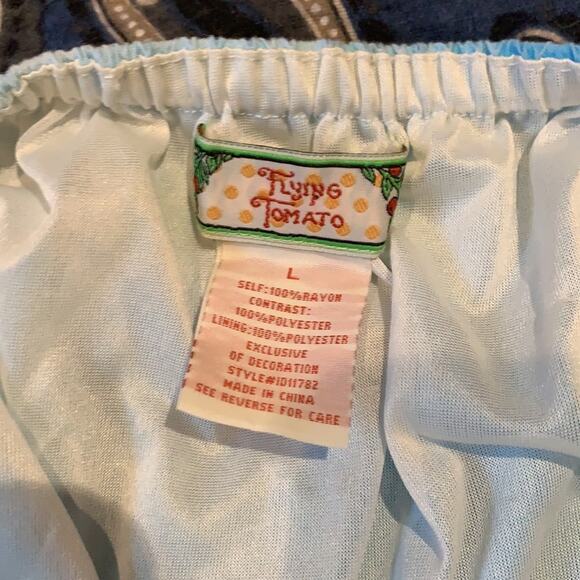 Flying
Tomato
L
SELF:100%RAYON
CONTRAST:
100%POLYESTER
LINING:100%POLYESTER
EXCLUSIVE
OF DECORATION
STYLE#ID11782
MADE IN CHINA
SEE REVERSE FOR CARE